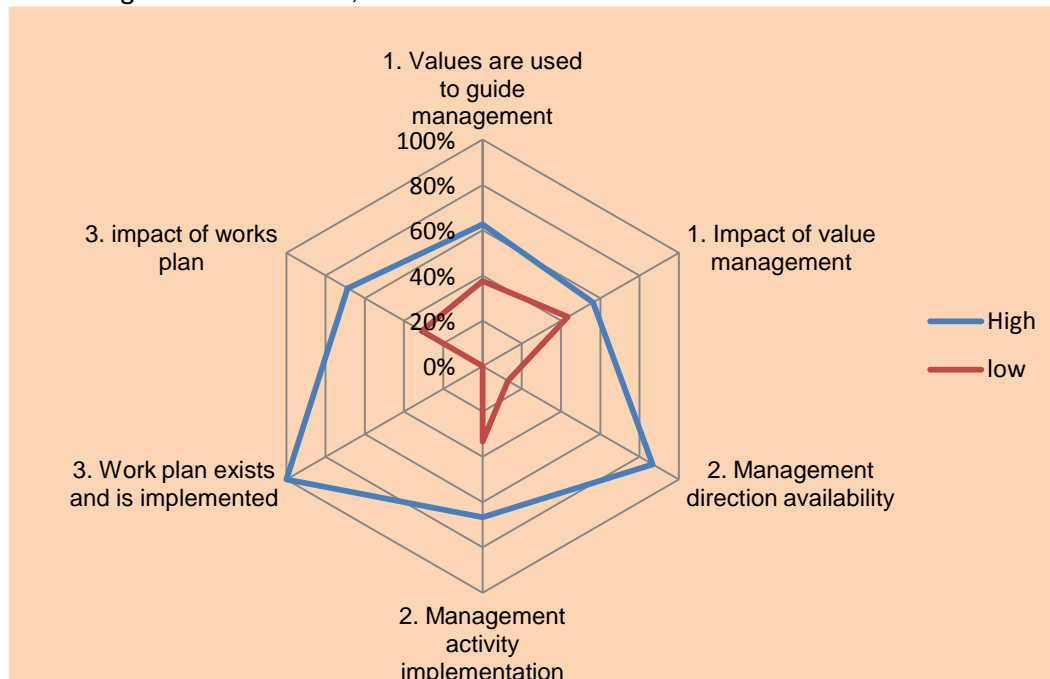 1. Values are used
to guide
management
100%
80%
60%
40%
20%
0%
1. Impact of value
management
2. Management
direction availability
2. Management
activity
implementation
3. Work plan exists
and is implemented
3. impact of works
plan
High
low